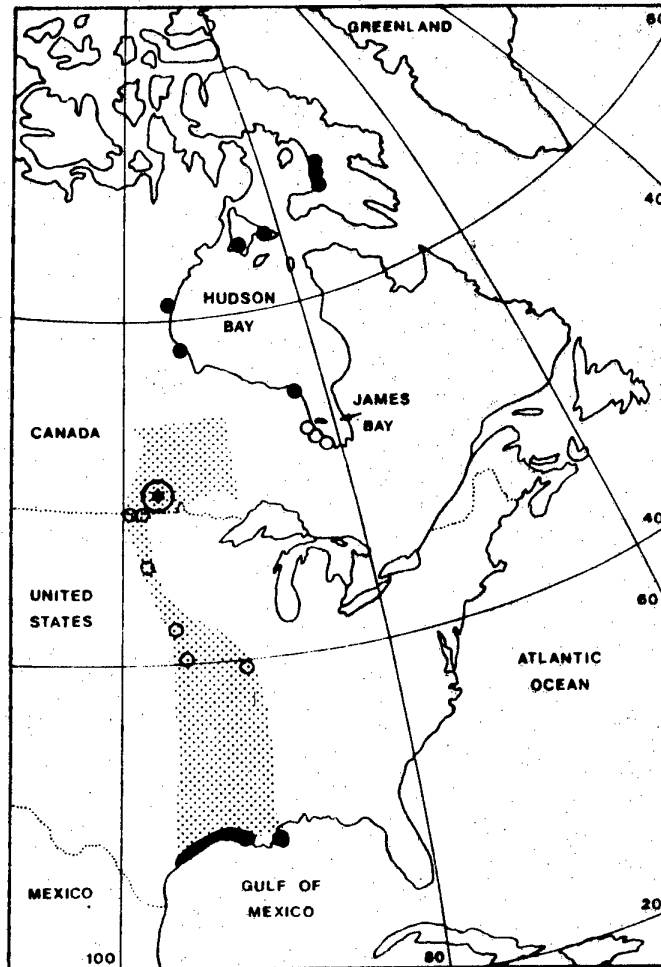 GREENLAND
60
40
HUDSON
BAY
JAMES
BAY
CANADA
40
60
UNITED
STATES
ATLANTIC
OCEAN
MEXICO
GULF OF
MEXICO
20
100
80